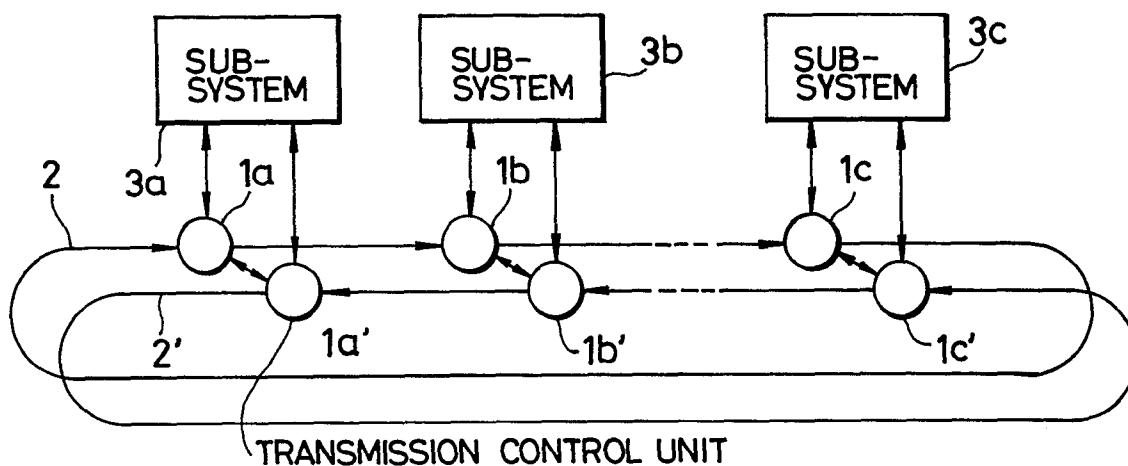 SUB-
SYSTEM
SUB-
SYSTEM
3b
SUB-
SYSTEM
3c
3a
2
1a
1b
1c
2'
1a'
1b'
1c'
TRANSMISSION CONTROL UNIT